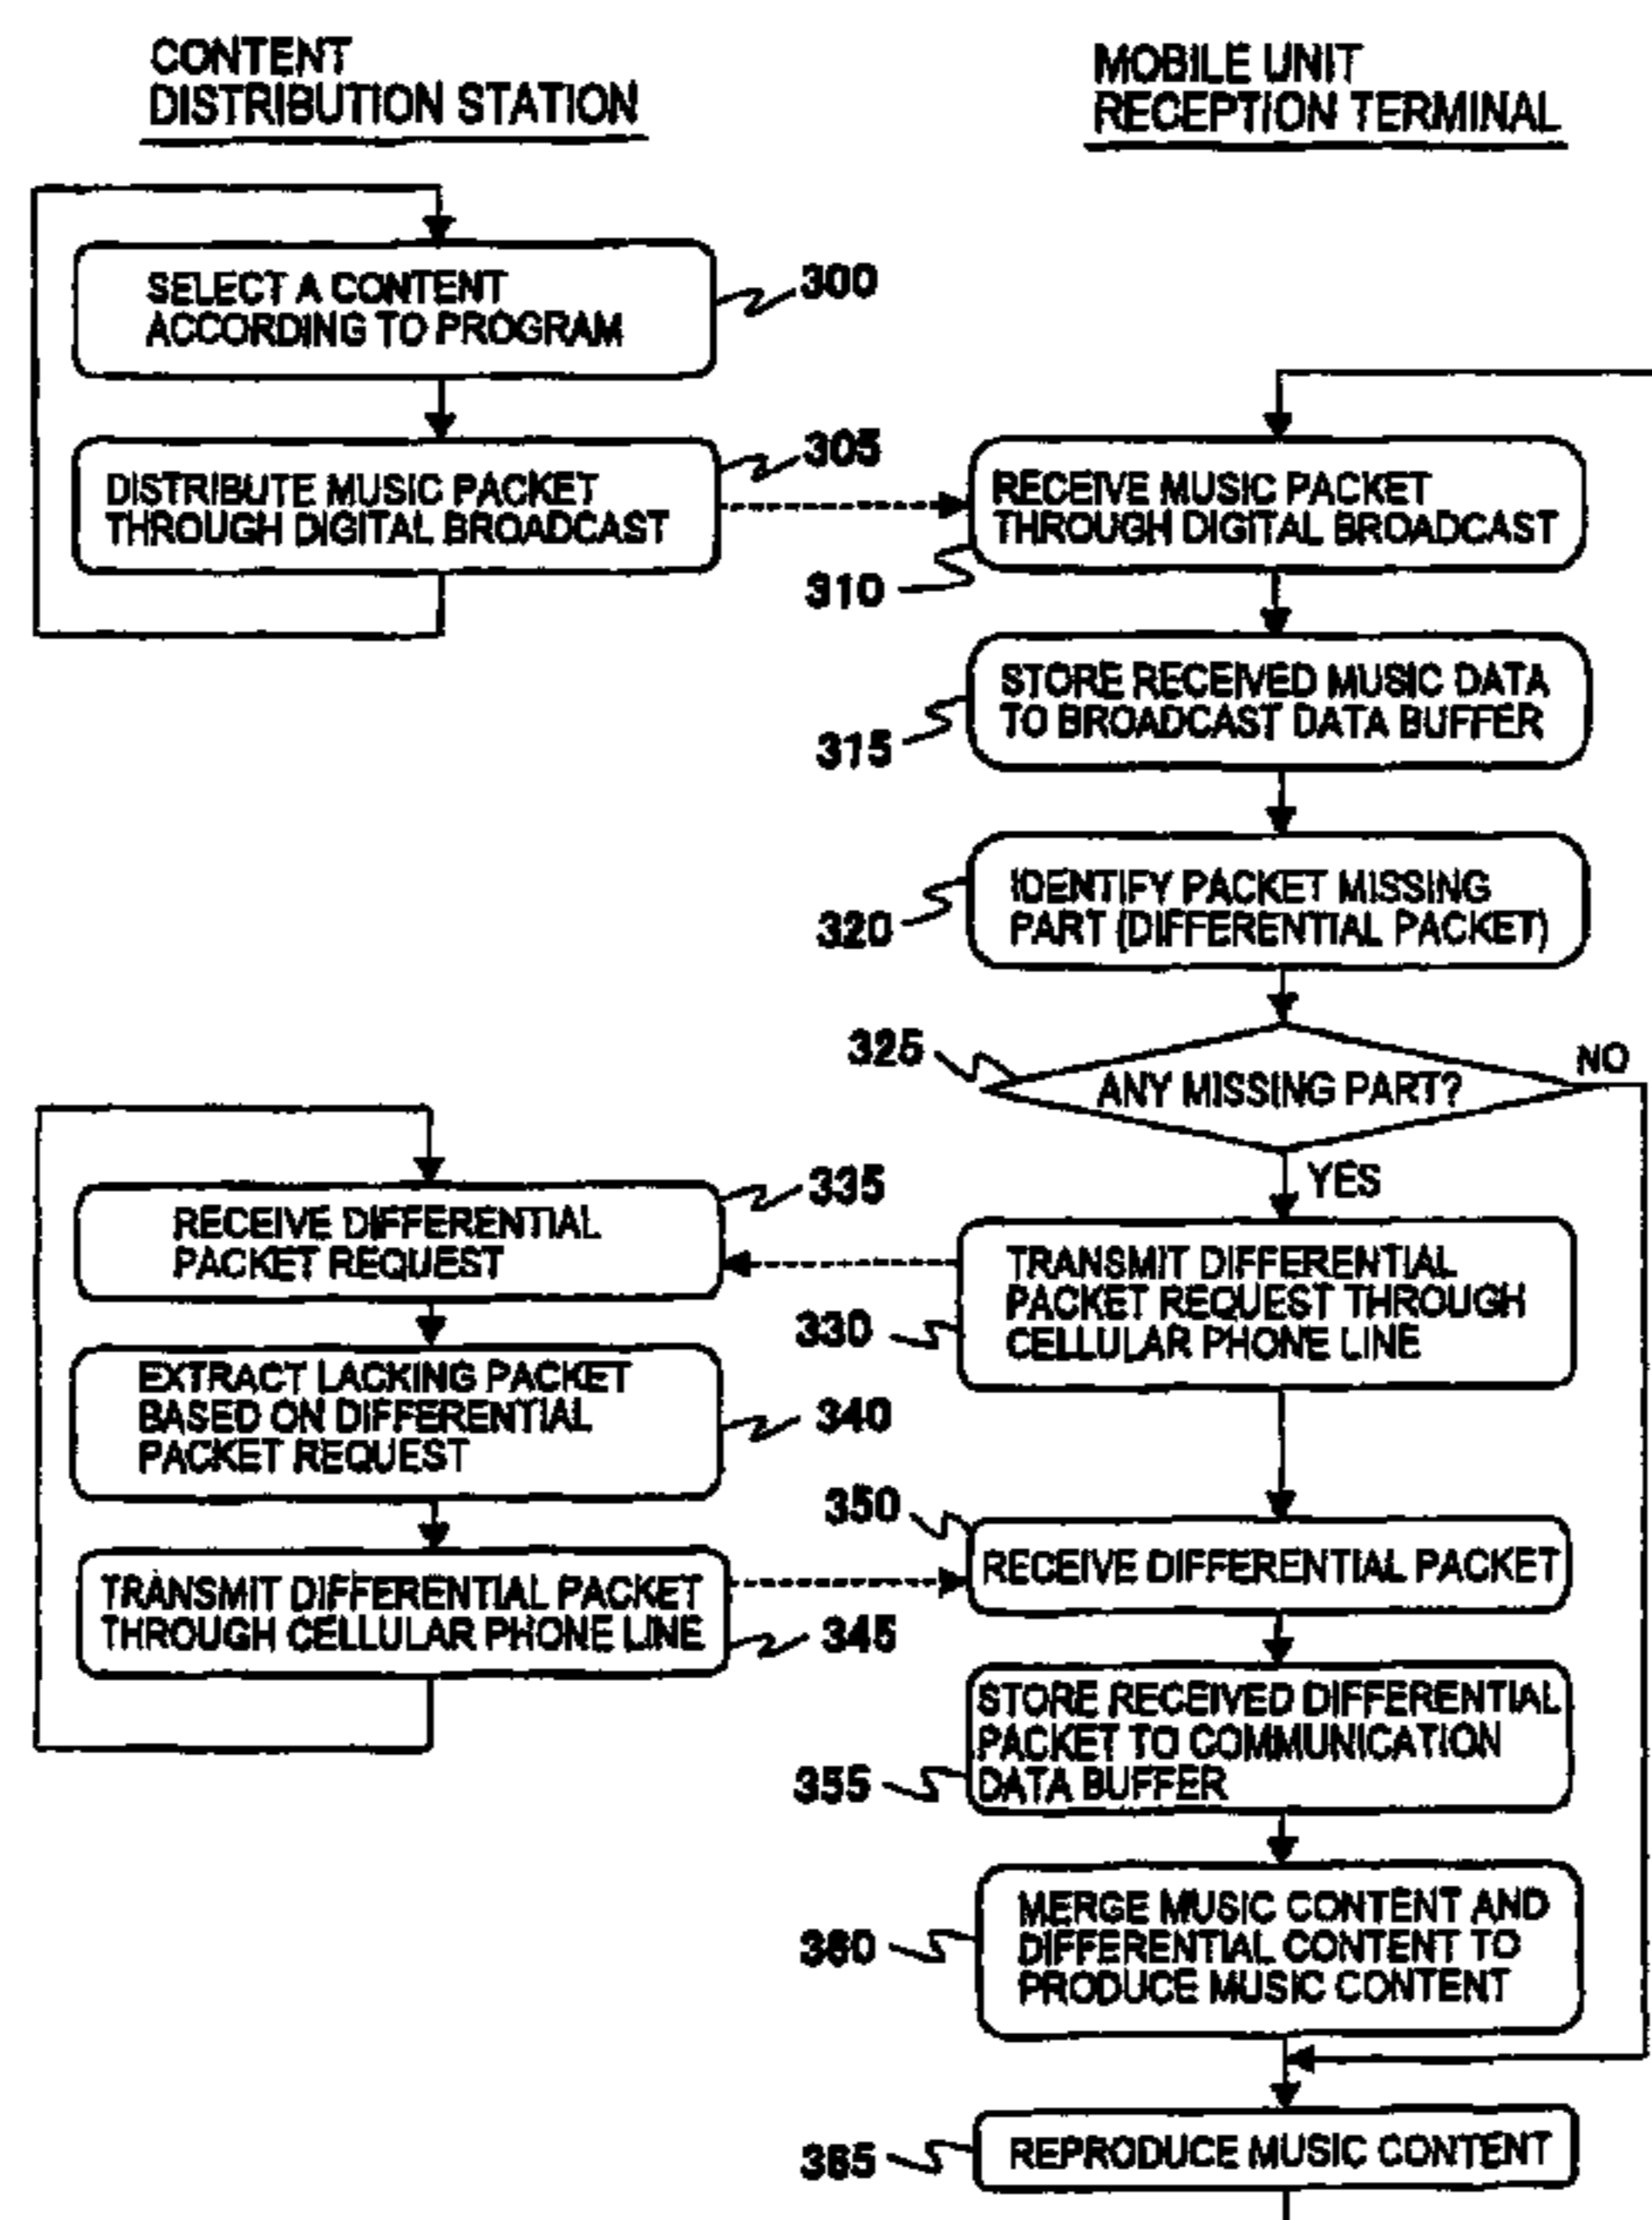 CONTENT
DISTRIBUTION STATION
MOBILE UNIT
RECEPTION TERMINAL
SELECT A CONTENT
ACCORDING TO PROGRAM
300
DISTRIBUTE MUSIC PACKET
THROUGH DIGITAL BROADCAST
305
RECEIVE MUSIC PACKET
THROUGH DIGITAL BROADCAST
310
STORE RECEIVED MUSIC DATA
TO BROADCAST DATA BUFFER
315
IDENTIFY PACKET MISSING
PART (DIFFERENTIAL PACKET)
320
325
ANY MISSING PART?
NO
YES
335
RECEIVE DIFFERENTIAL
PACKET REQUEST
TRANSMIT DIFFERENTIAL
PACKET REQUEST THROUGH
CELLULAR PHONE LINE
330
EXTRACT LACKING PACKET
BASED ON DIFFERENTIAL
PACKET REQUEST
340
350
RECEIVE DIFFERENTIAL PACKET
TRANSMIT DIFFERENTIAL PACKET
THROUGH CELLULAR PHONE LINE
345
STORE RECEIVED DIFFERENTIAL
PACKET TO COMMUNICATION
DATA BUFFER
355
MERGE MUSIC CONTENT AND
DIFFERENTIAL CONTENT TO
PRODUCE MUSIC CONTENT
360
REPRODUCE MUSIC CONTENT
365